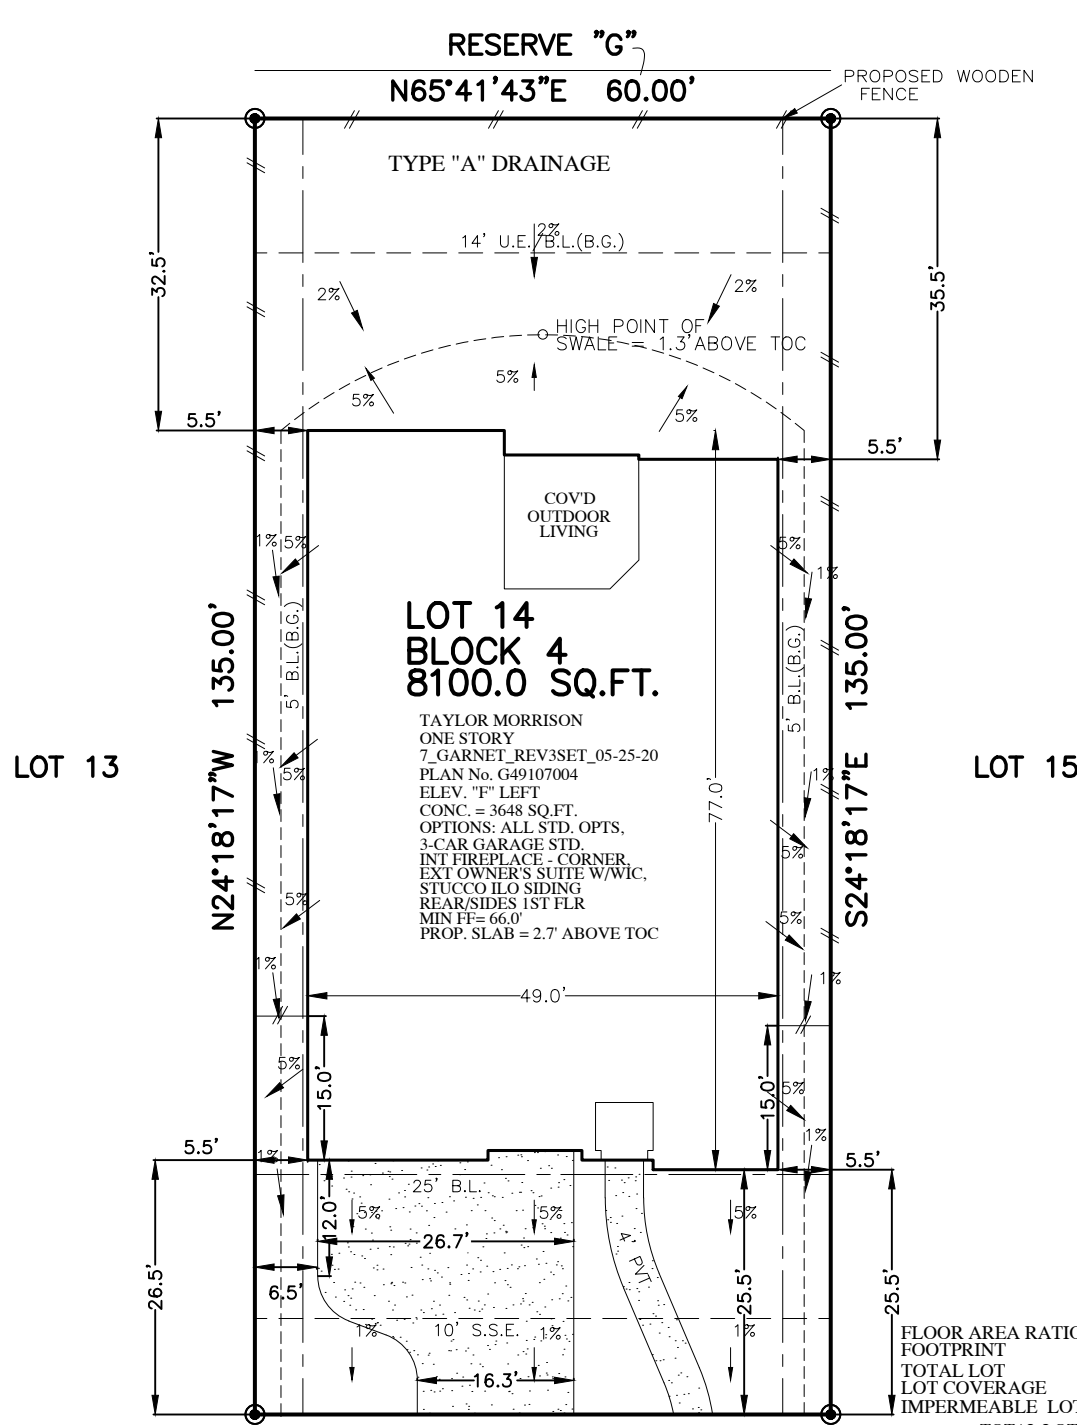 RESERVE "G"
N65°41'43"E 60.00'
PROPOSED WOODEN
FENCE
TYPE "A" DRAINAGE
2%
14' U.E./B.L.(B.G.)
32.5'
35.5'
2%
2%
HIGH POINT OF
SWALE = 1.3' ABOVE TOC
5%
5%
5%
5.5'
5.5'
COV'D
OUTDOOR
LIVING
1%
5%
5%
1%
LOT 14
BLOCK 4
8100.0 SQ.FT.
5' B.L.(B.G.)
5' B.L.(B.G.)
N24°18'17"W 135.00'
S24°18'17"E 135.00'
TAYLOR MORRISON
ONE STORY
7_GARNET_REV3SET_05-25-20
PLAN No. G49107004
ELEV. "F" LEFT
CONC. = 3648 SQ.FT.
OPTIONS: ALL STD. OPTS,
3-CAR GARAGE STD.
INT FIREPLACE - CORNER,
EXT OWNER'S SUITE W/WIC,
STUCCO ILO SIDING
REAR/SIDES 1ST FLR
MIN FF= 66.0'
PROP. SLAB = 2.7' ABOVE TOC
LOT 13
LOT 15
1%
5%
1%
5%
77.0'
5%
5%
1%
1%
49.0'
5%
15.0'
15.0'
5%
1%
1%
5.5'
5.5'
25' B.L.
12.0'
5%
5%
5%
26.7'
4' PVT
6.5'
26.5'
25.5'
25.5'
1%
10' S.S.E.
1%
1%
16.3'
FLOOR AREA RATIO
FOOTPRINT
TOTAL LOT
LOT COVERAGE
IMPERMEABLE LOT